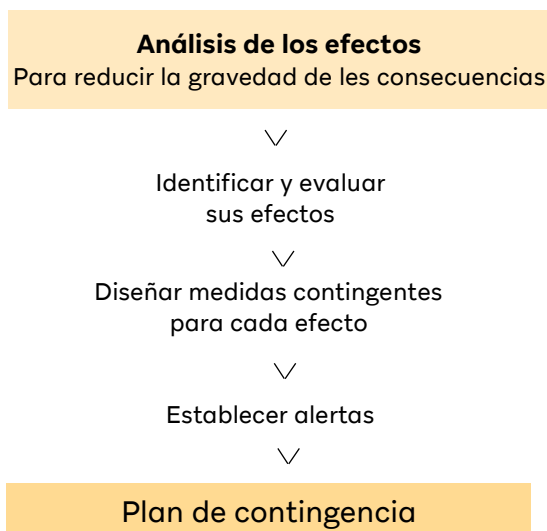 Análisis de los efectos
Para reducir la gravedad de les consecuencias
Identificar y evaluar
sus efectos
Diseñar medidas contingentes
para cada efecto
Establecer alertas
Plan de contingencia